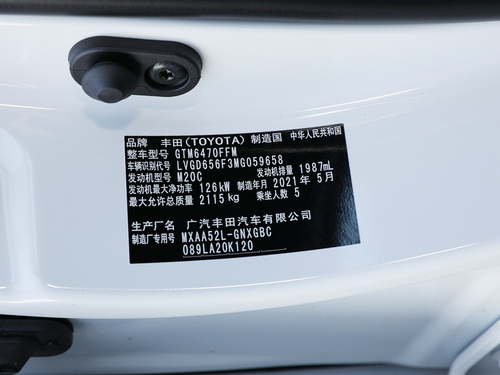 品牌 丰田(TOYOTA) 制造国 中华人民共和国
整车型号 GTM6470FFM
车辆识别代号 LVGD656F3MG059658
发动机型号 M20C 发动机排量 1987mL
发动机最大净功率 126kW 制造年月 2021年5月
最大允许总质量 2115kg 乘坐人数 5
生产厂名 广汽丰田汽车有限公司
制造厂专用号 MXAA52L-GNXGBC
089LA20K120